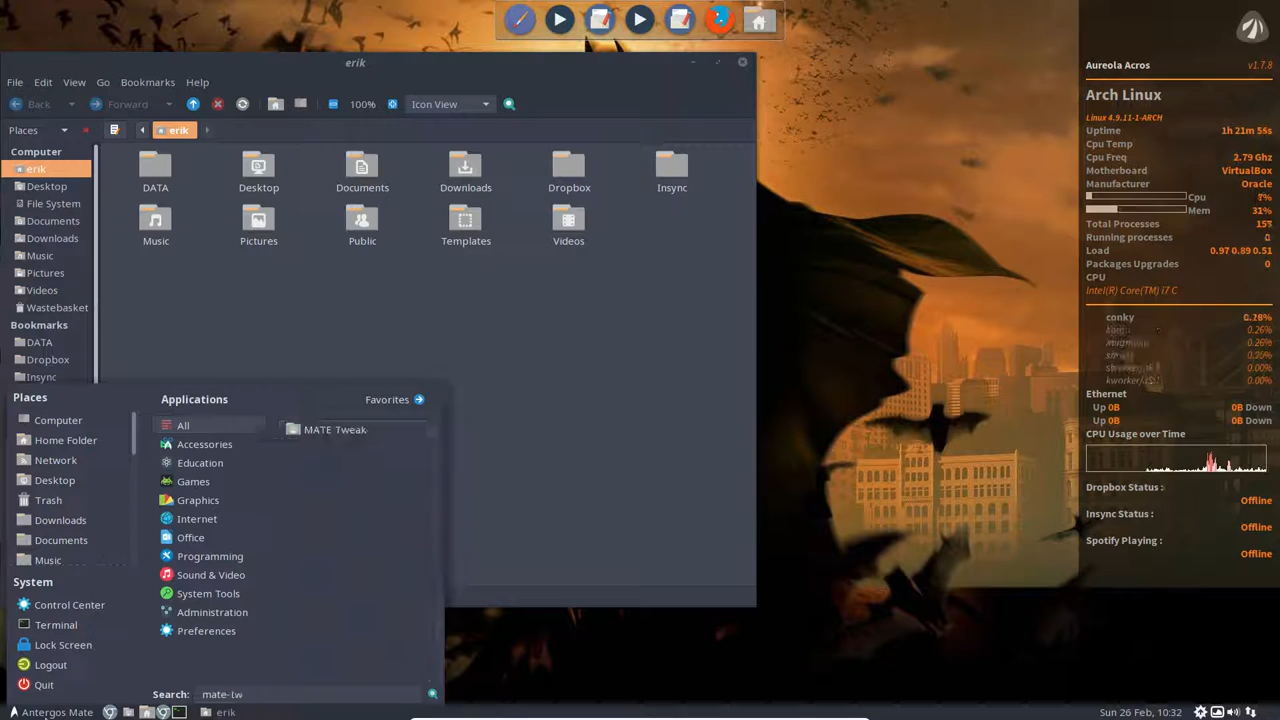 erik
File Edit View Go Bookmarks Help
Back Forward 100% Icon View
Places erik
Computer
erik
Desktop
File System
Documents
Downloads
Music
Pictures
Videos
Wastebasket
Bookmarks
DATA
Dropbox
Insync
DATA Desktop Documents Downloads Dropbox Insync
Music Pictures Public Templates Videos
Places
Computer
Home Folder
Network
Desktop
Trash
Downloads
Documents
Music
System
Control Center
Terminal
Lock Screen
Logout
Quit
Applications Favorites
All
Accessories
Education
Games
Graphics
Internet
Office
Programming
Sound & Video
System Tools
Administration
Preferences
MATE Tweak
Search: mate-tw
Antergos Mate erik Sun 26 Feb, 10:32
Aureola Acros v1.7.8
Arch Linux
Linux 4.9.11-1-ARCH
Uptime 1h 21m
Cpu Temp
Cpu Freq 2.79 Ghz
Motherboard VirtualBox
Manufacturer Oracle
Cpu
Mem 31%
Total Processes
Running processes
Load 0.97 0.89 0.51
Packages Upgrades 0
CPU
Intel(R) Core(TM) i7 C
conky
0.26%
0.26%
0.26%
0.00%
0.00%
Ethernet
Up 0B 0B Down
Up 0B 0B Down
CPU Usage over Time
Dropbox Status :
Offline
Insync Status :
Offline
Spotify Playing :
Offline